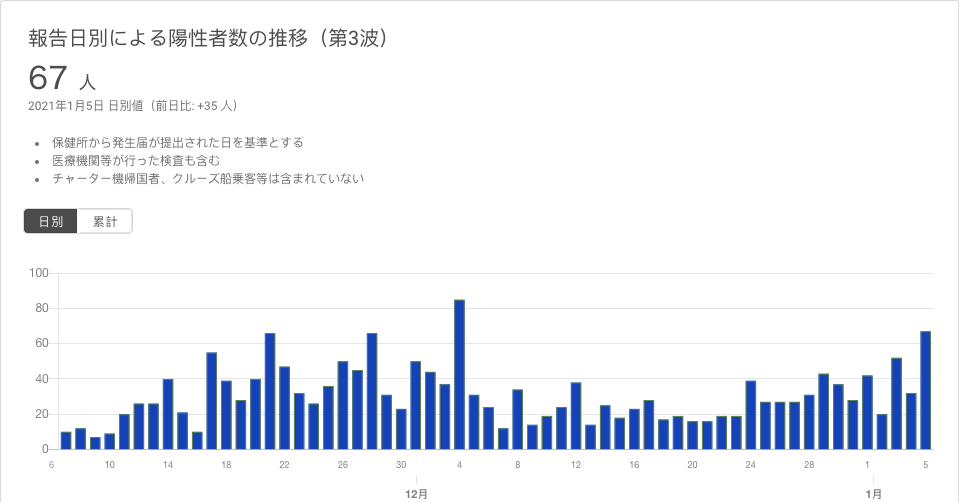 報告日別による陽性者数の推移（第3波）
67 人
2021年1月5日 日別値（前日比: +35 人）
保健所から発生届が提出された日を基準とする
医療機関等が行った検査も含む
チャーター機帰国者、クルーズ船乗客等は含まれていない
日別 累計
100
80
60
40
20
0
6 10 14 18 22 26 30 4 8 12 16 20 24 28 1 5
12月 1月